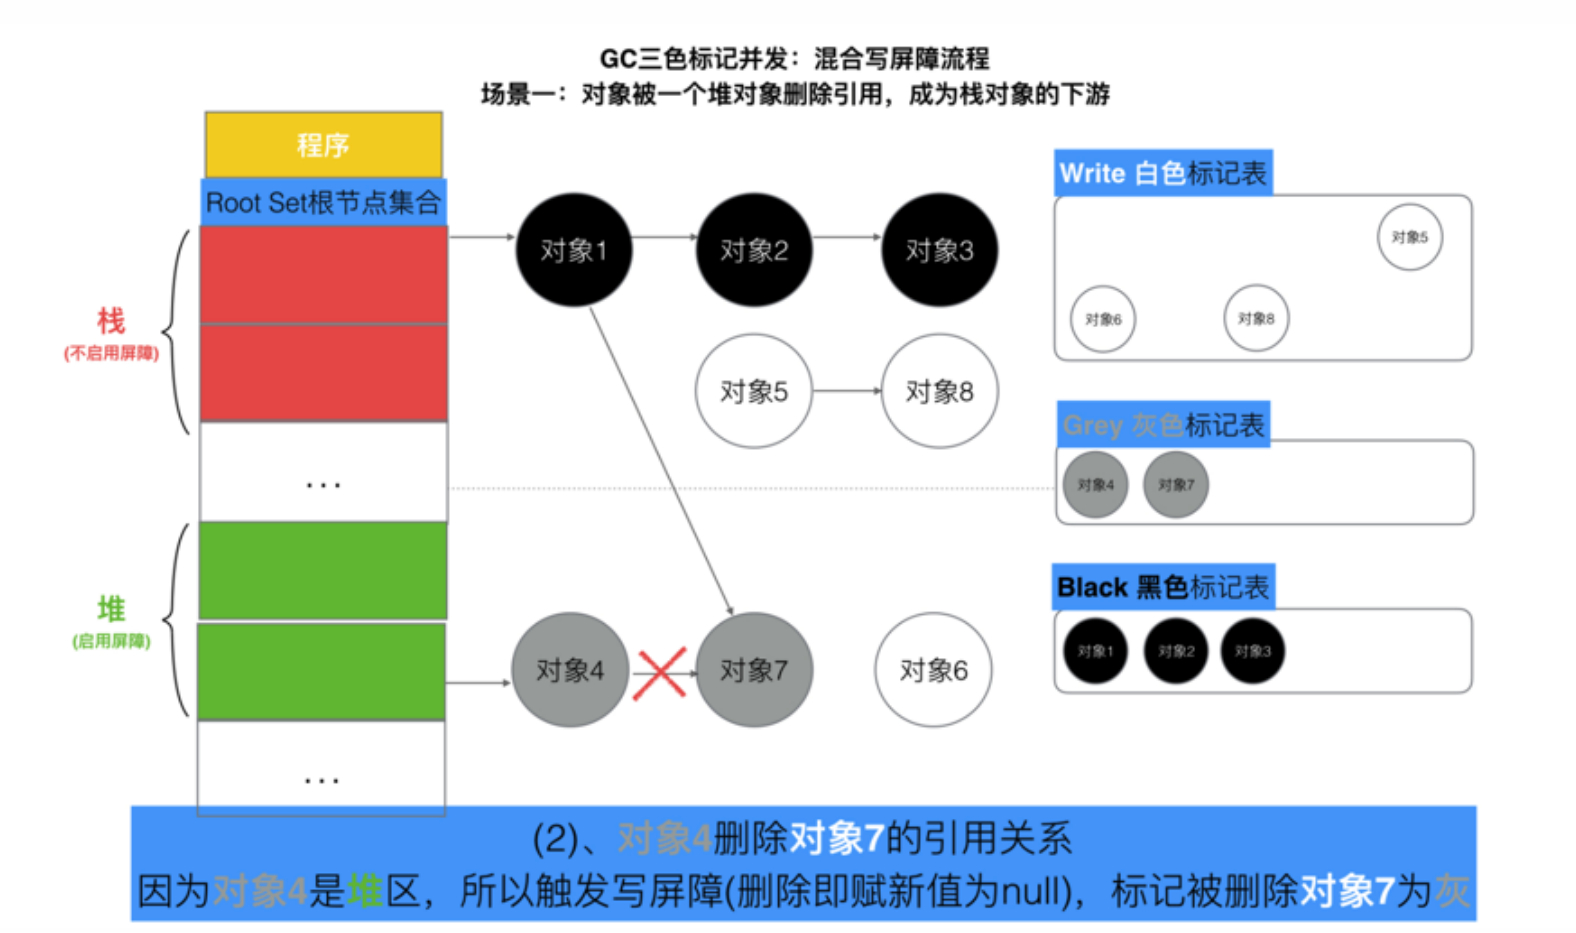 GC三色标记并发：混合写屏障流程
场景一：对象被一个堆对象删除引用，成为栈对象的下游
程序
Root Set根节点集合
栈
(不启用屏障)
...
堆
(启用屏障)
...
对象1
对象2
对象3
对象5
对象8
对象4
对象7
对象6
Write 白色标记表
对象5
对象6
对象8
Grey 灰色标记表
对象4
对象7
Black 黑色标记表
对象1
对象2
对象3
(2)、对象4删除对象7的引用关系
因为对象4是堆区，所以触发写屏障(删除即赋新值为null)，标记被删除对象7为灰